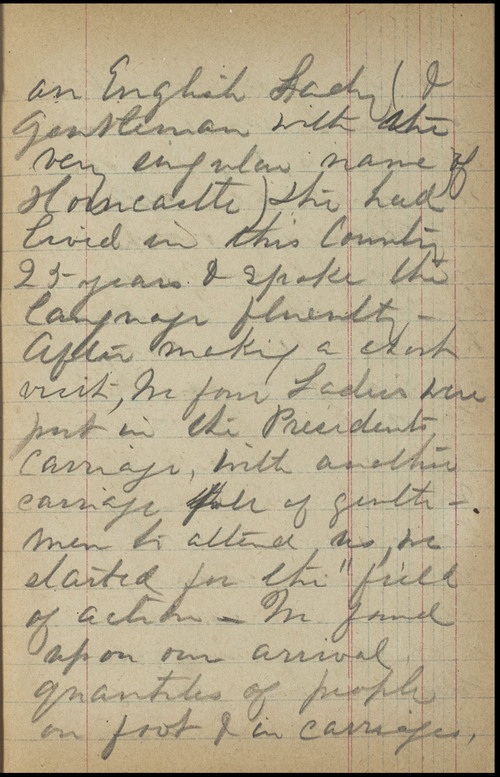 an English Lady (&
Gentleman with the
very singular name of
Horncastle) She had
lived in this Country
25 years & spoke the
language fluently -
After making a short
visit, we four Ladies were
put in the Presidents
carriage, with another
carriage full of gentle -
men to attend us, we
started for the "field
of action - We found
upon our arrival
quantities of people
on foot & in carriages,